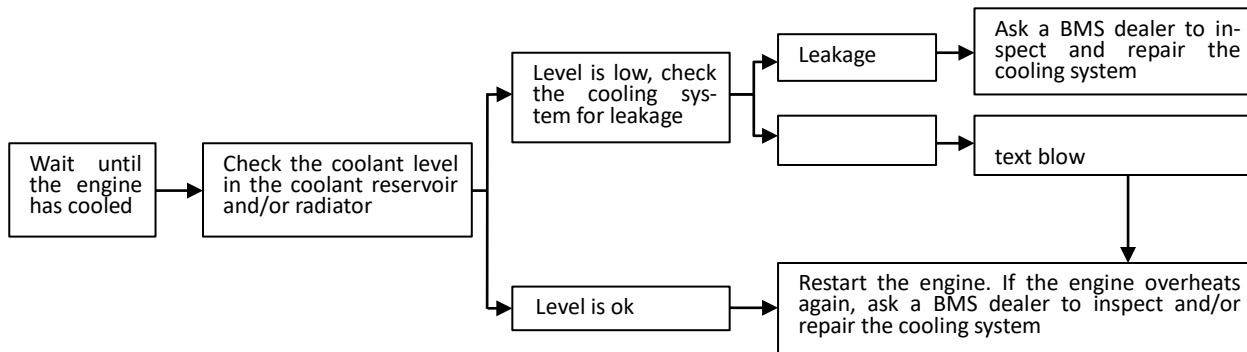 Wait until
the engine
has cooled
Check the coolant level
in the coolant reservoir
and/or radiator
Level is low, check
the cooling sys-
tem for leakage
Leakage
Ask a BMS dealer to in-
spect and repair the
cooling system
text blow
Level is ok
Restart the engine. If the engine overheats
again, ask a BMS dealer to inspect and/or
repair the cooling system